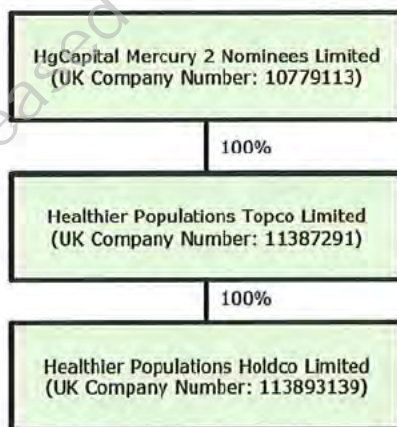 HgCapital Mercury 2 Nominees Limited
(UK Company Number: 10779113)
100%
Healthier Populations Topco Limited
(UK Company Number: 11387291)
100%
Healthier Populations Holdco Limited
(UK Company Number: 113893139)